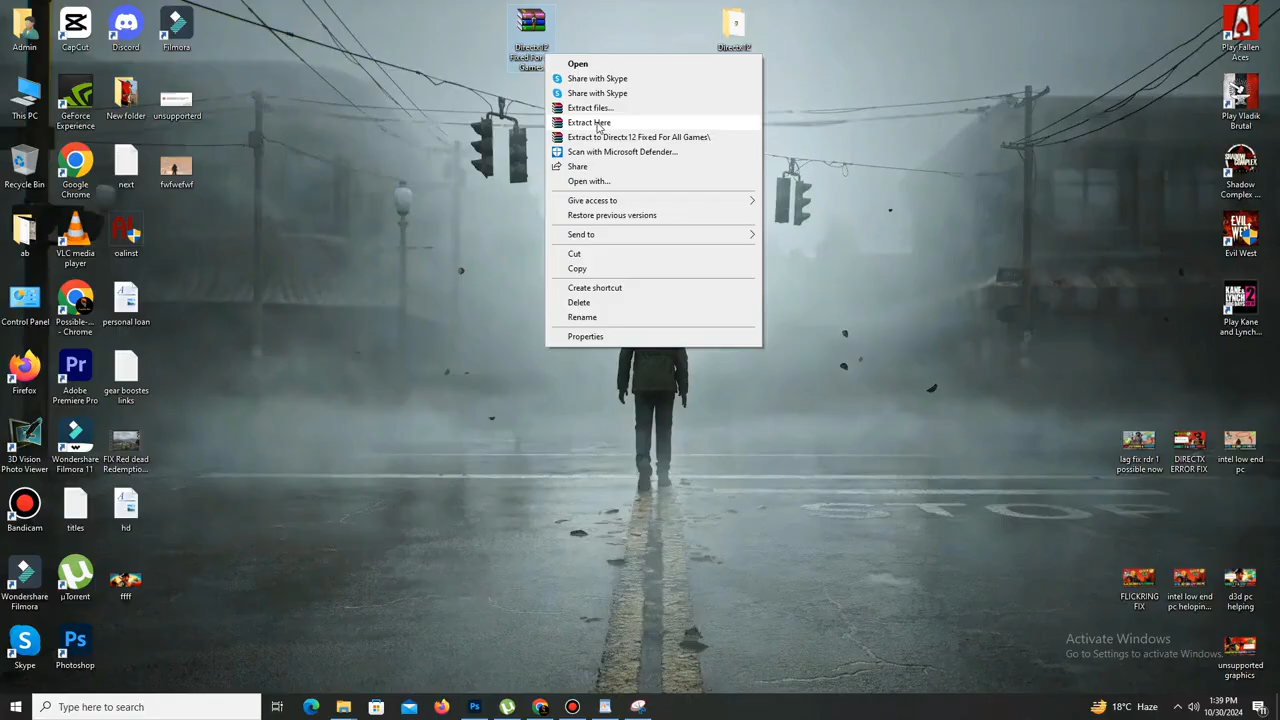 Admin
CapCut
Discord
Filmora
Directx12
Fixed For
Games
Directx12
Play Fallen
Aces
This PC
GeForce
Experience
New folder
unsupporterd
Play Vladik
Brutal
Recycle Bin
Google
Chrome
next
fwfwefwf
Shadow
Complex ...
ab
VLC media
player
oalinst
Evil West
Control Panel
Possible-...
- Chrome
personal loan
Play Kane
and Lynch
Firefox
Adobe
Premiere Pro
gear boostes
links
3D Vision
Photo Viewer
Wondershare
Filmora 11
FIX Red dead
Redemptio...
lag fix rdr 1
possible now
DIRECTX
ERROR FIX
intel low end
pc
Bandicam
titles
hd
Wondershare
Filmora
µTorrent
ffff
FLICKRING
FIX
intel low end
pc helopin...
d3d pc
helping
Skype
Photoshop
unsupported
graphics
Open
Share with Skype
Share with Skype
Extract files...
Extract Here
Extract to Directx12 Fixed For All Games\
Scan with Microsoft Defender...
Share
Open with...
Give access to
Restore previous versions
Send to
Cut
Copy
Create shortcut
Delete
Rename
Properties
STOP
Activate Windows
Go to Settings to activate Windows.
Type here to search
18°C Haze
1:39 PM
10/30/2024